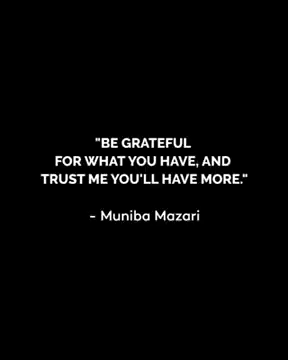 "BE GRATEFUL
FOR WHAT YOU HAVE, AND
TRUST ME YOU'LL HAVE MORE."
- Muniba Mazari